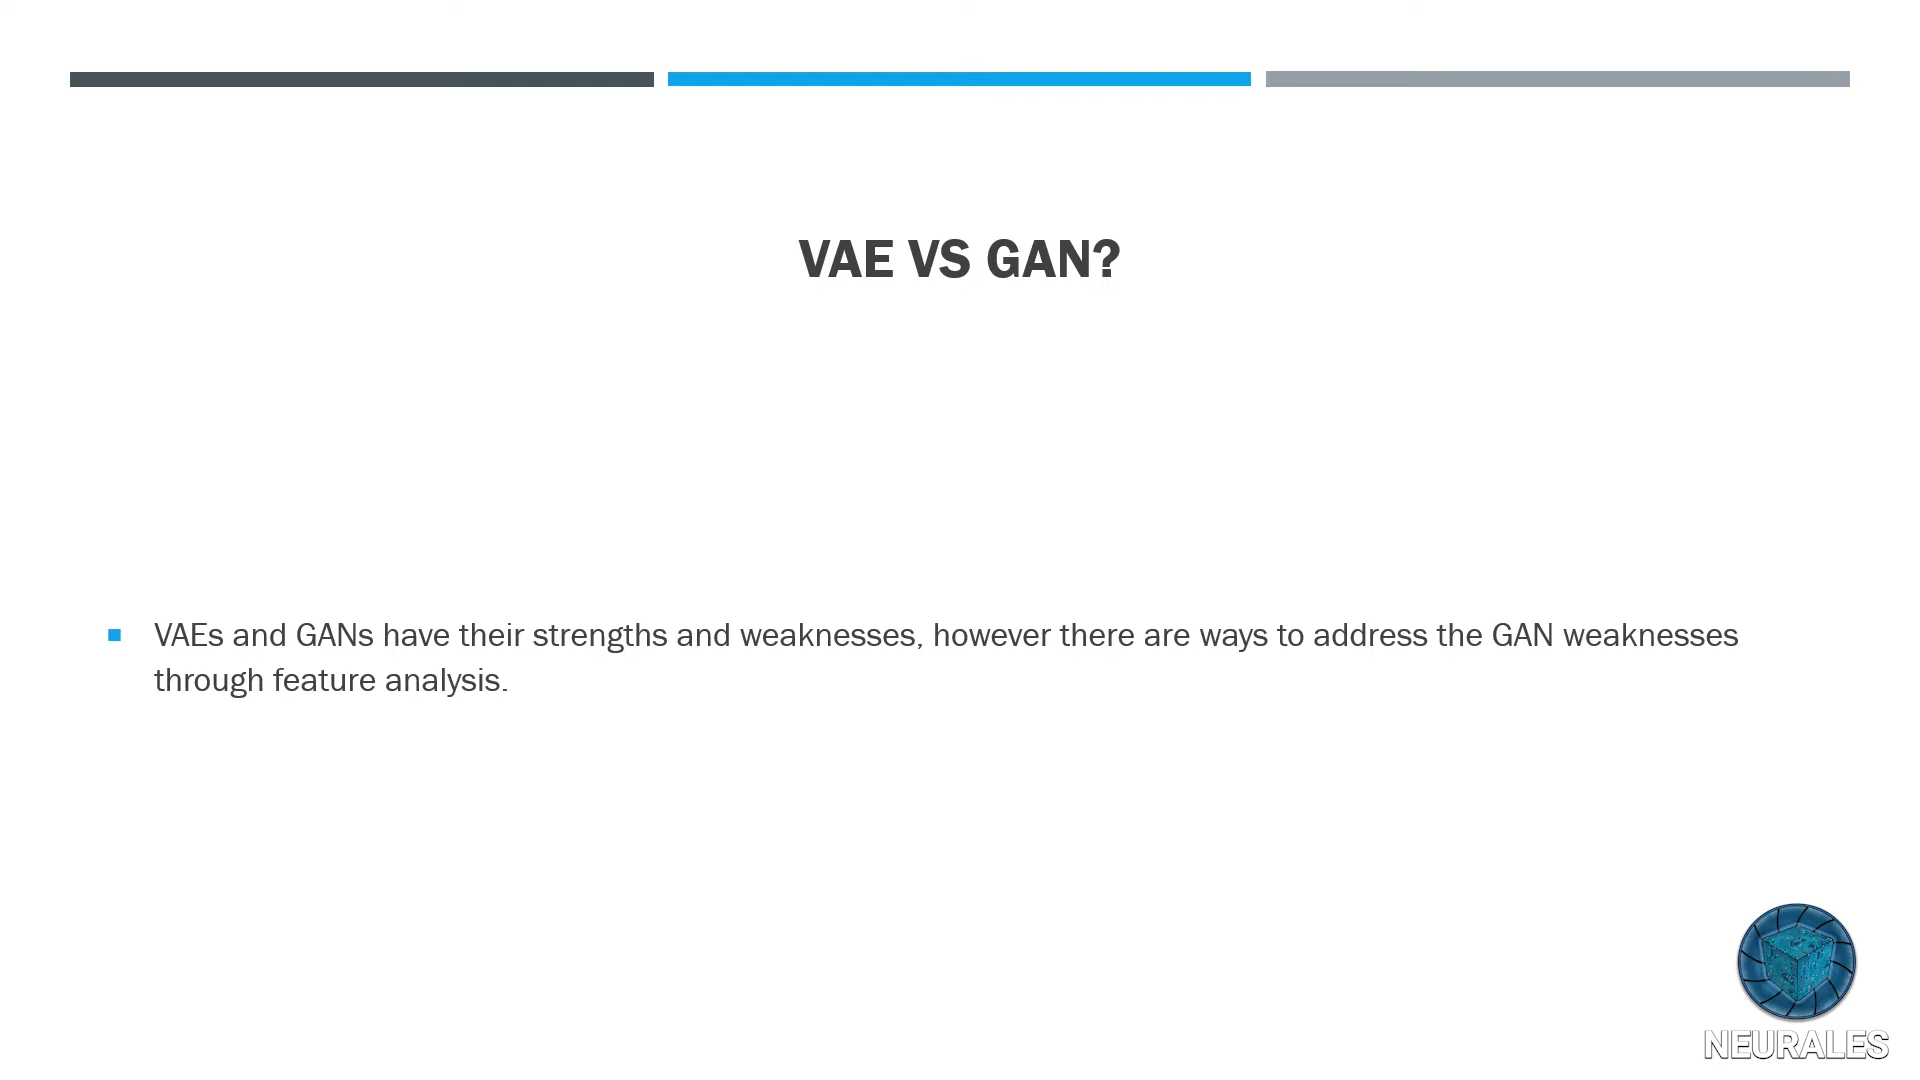 VAE VS GAN?
VAEs and GANs have their strengths and weaknesses, however there are ways to address the GAN weaknesses
through feature analysis.
NEURALES